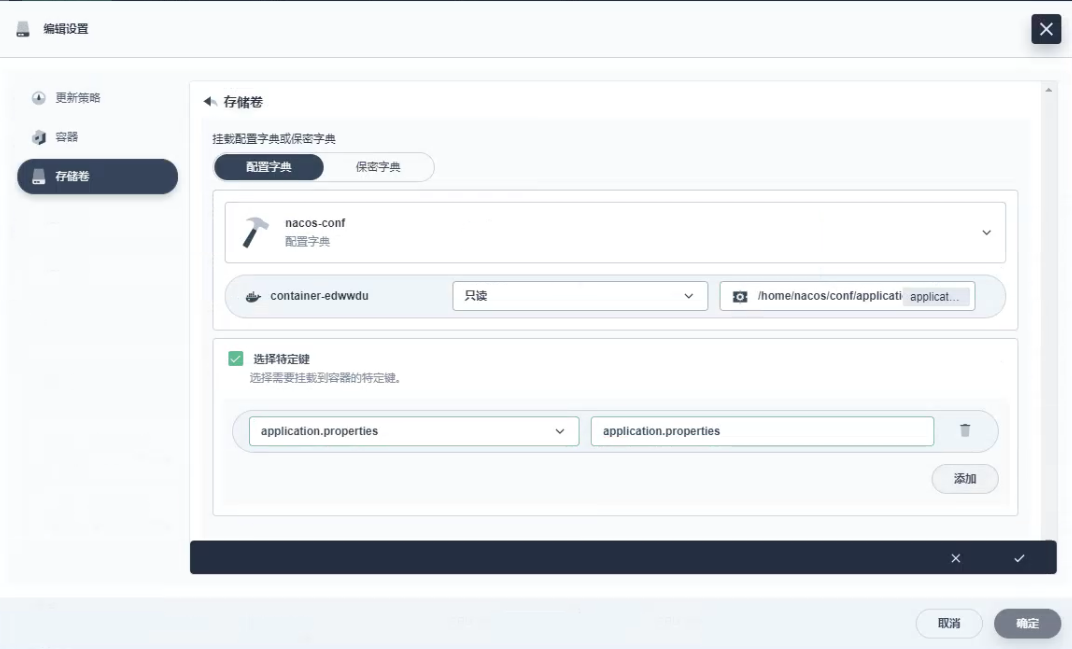 编辑设置
更新策略
容器
存储卷
存储卷
挂载配置字典或保密字典
配置字典
保密字典
nacos-conf
配置字典
container-edwwdu
只读
/home/nacos/conf/applicati
applicat...
选择特定键
选择需要挂载到容器的特定键。
application.properties
application.properties
添加
取消
确定